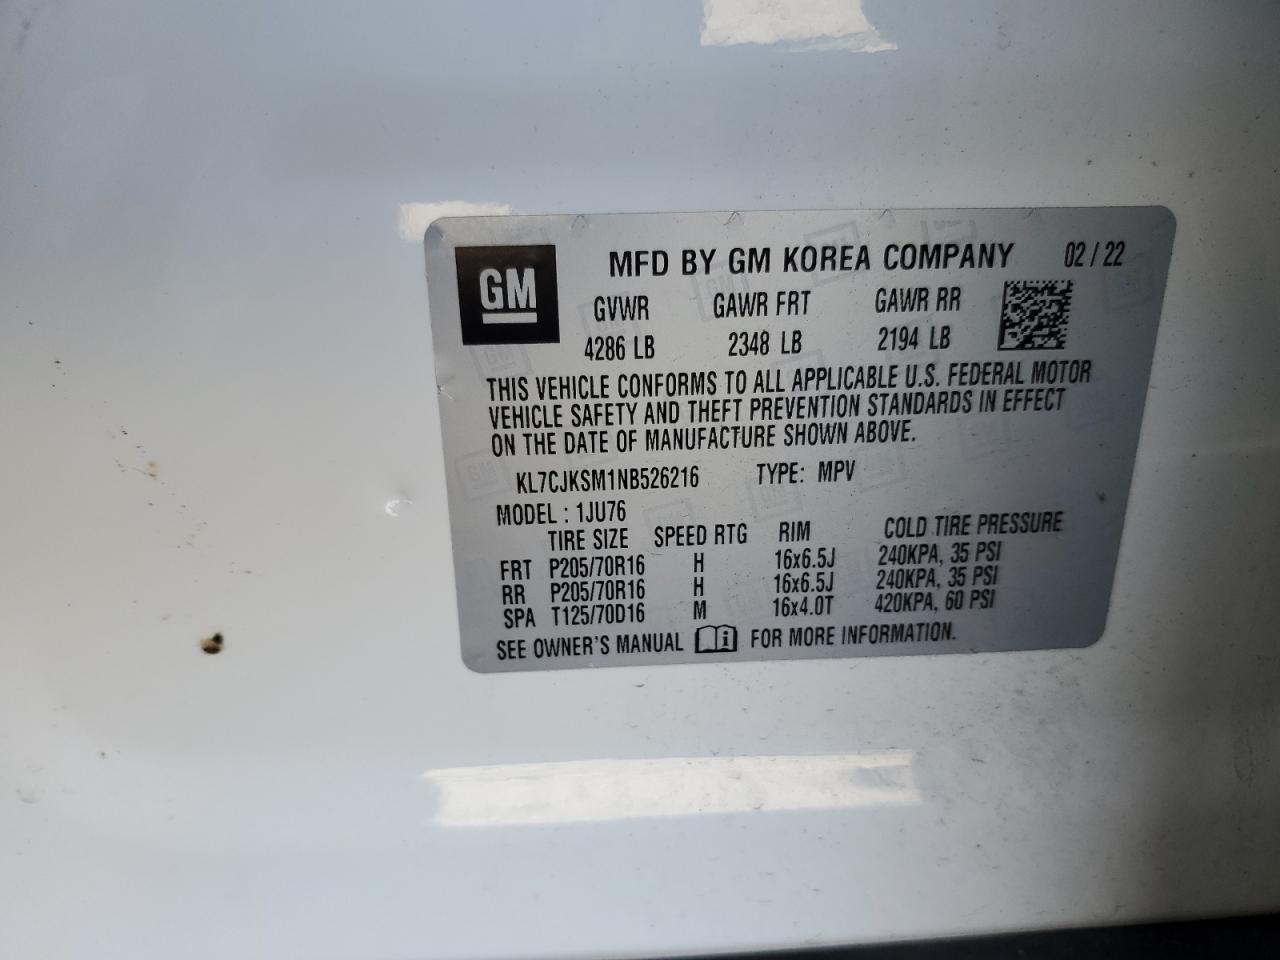 GM
MFD BY GM KOREA COMPANY 02 / 22
GVWR GAWR FRT GAWR RR
4286 LB 2348 LB 2194 LB
THIS VEHICLE CONFORMS TO ALL APPLICABLE U.S. FEDERAL MOTOR
VEHICLE SAFETY AND THEFT PREVENTION STANDARDS IN EFFECT
ON THE DATE OF MANUFACTURE SHOWN ABOVE.
KL7CJKSM1NB526216 TYPE: MPV
MODEL : 1JU76
TIRE SIZE SPEED RTG RIM COLD TIRE PRESSURE
FRT P205/70R16 H 16x6.5J 240KPA, 35 PSI
RR P205/70R16 H 16x6.5J 240KPA, 35 PSI
SPA T125/70D16 M 16x4.0T 420KPA, 60 PSI
SEE OWNER'S MANUAL i FOR MORE INFORMATION.